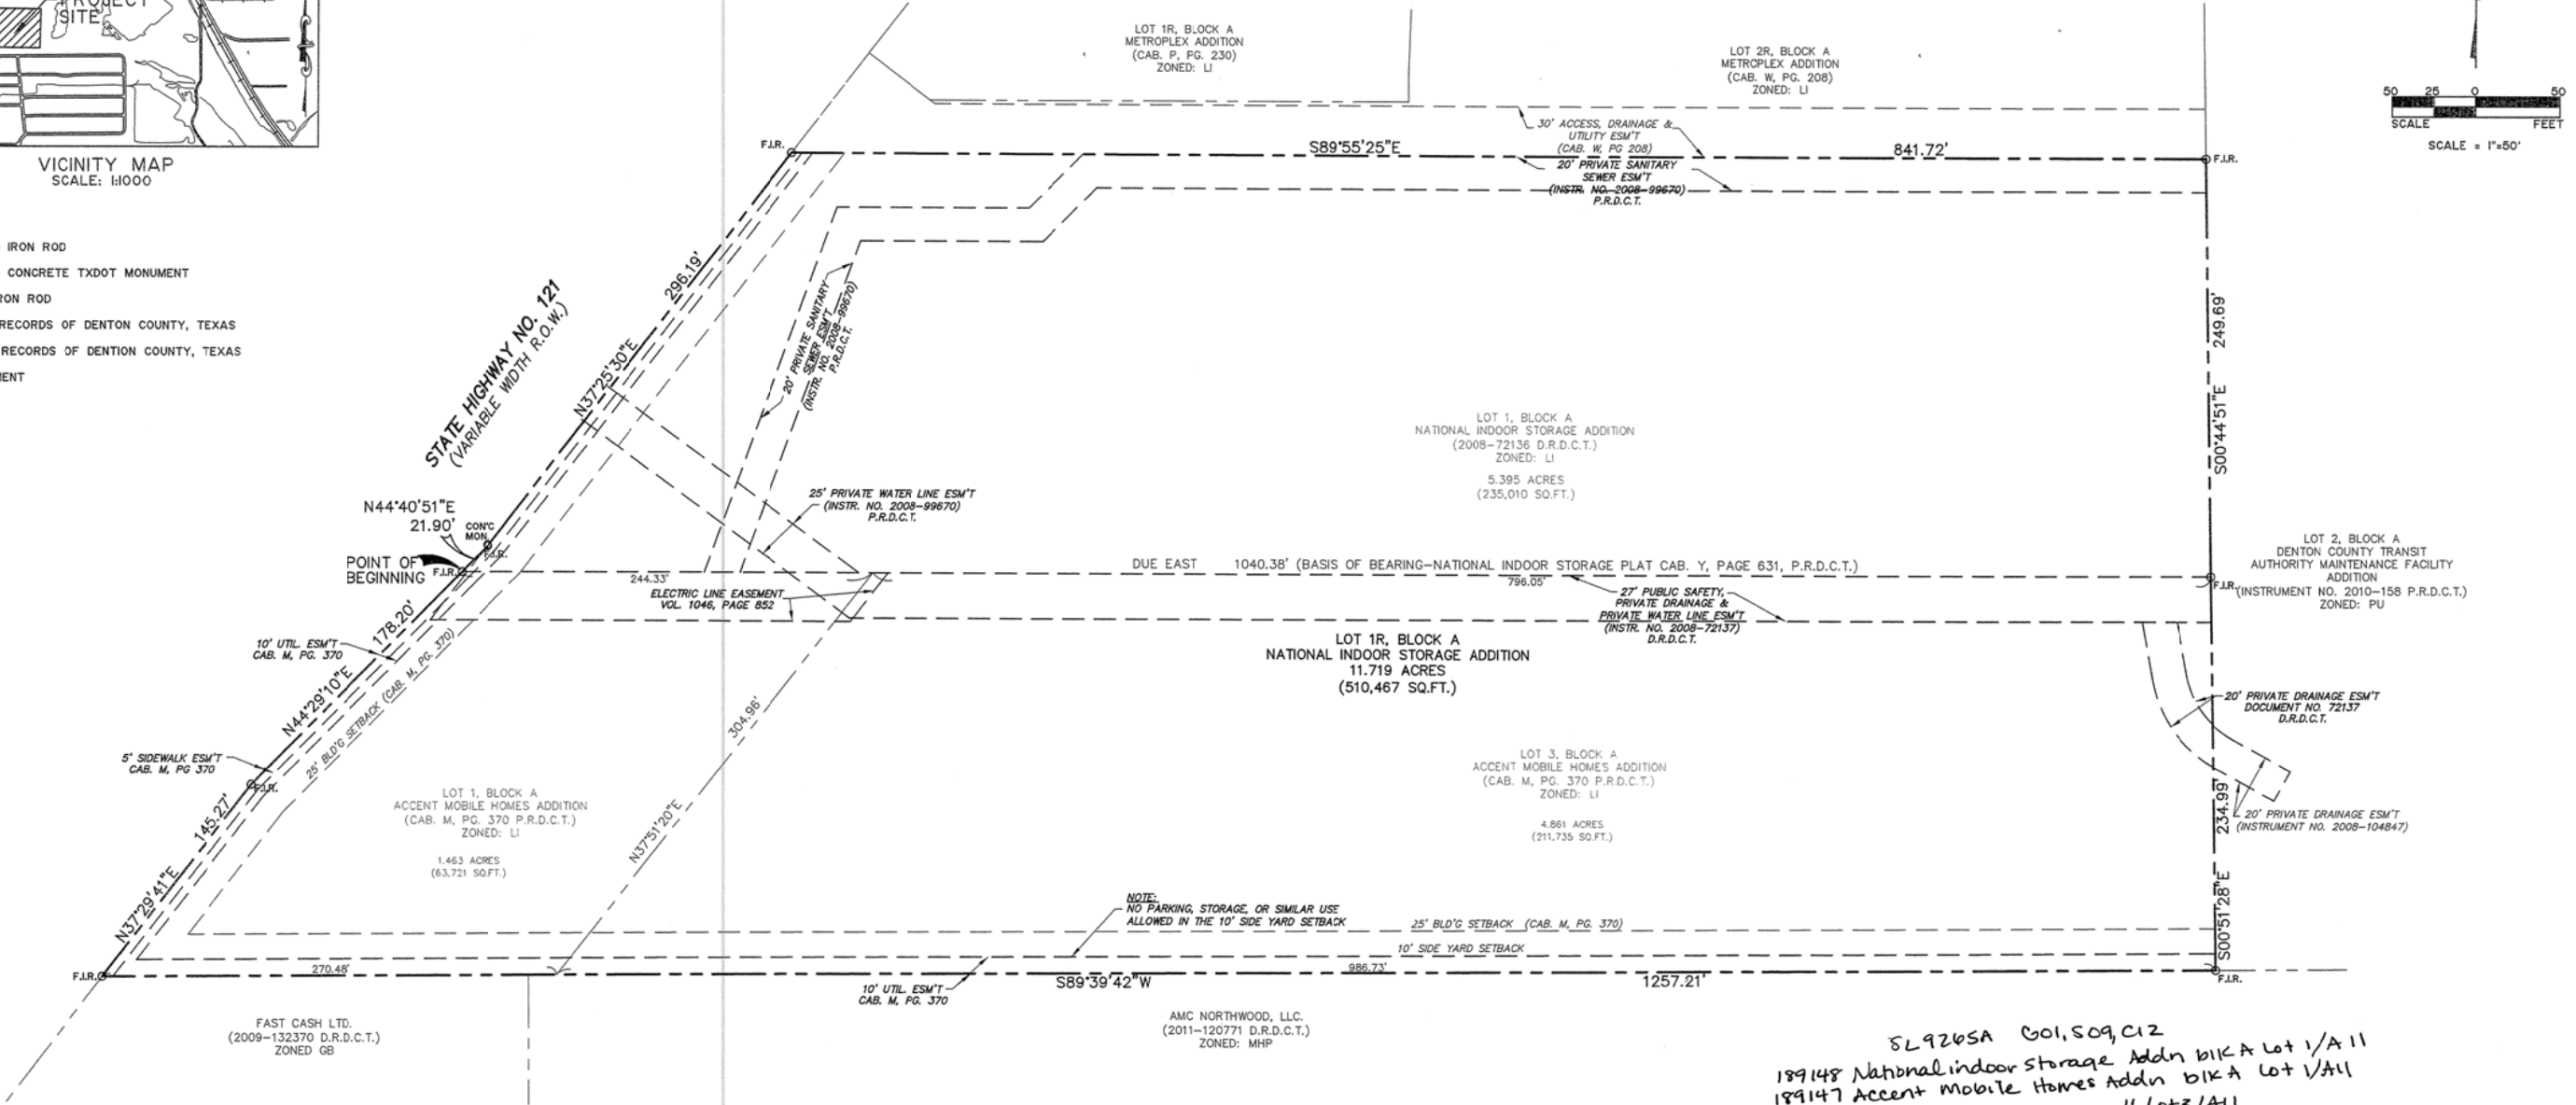 SITE
VICINITY MAP
SCALE: 1:1000
IRON ROD
CONCRETE TXDOT MONUMENT
RON ROD
RECORDS OF DENTON COUNTY, TEXAS
RECORDS OF DENTION COUNTY, TEXAS
MENT
LOT 1R, BLOCK A
METROPLEX ADDITION
(CAB. P, PG. 230)
ZONED: LI
LOT 2R, BLOCK A
METROPLEX ADDITION
(CAB. W, PG. 208)
ZONED: LI
50 25 0 50
SCALE FEET
SCALE = 1"=50'
F.I.R.
S89°55'25"E
30' ACCESS, DRAINAGE &
UTILITY ESM'T
(CAB. W, PG 208)
20' PRIVATE SANITARY
SEWER ESM'T
(INSTR. NO. 2008-99670)
P.R.D.C.T.
841.72'
F.I.R.
STATE HIGHWAY NO. 121
(VARIABLE WIDTH R.O.W.)
296.19'
N37°25'30"E
20' PRIVATE SANITARY
SEWER ESM'T
(INSTR. NO. 2008-99670)
P.R.D.C.T.
249.69'
S00°44'51"E
LOT 1, BLOCK A
NATIONAL INDOOR STORAGE ADDITION
(2008-72136 D.R.D.C.T.)
ZONED: LI
5.395 ACRES
(235,010 SQ.FT.)
25' PRIVATE WATER LINE ESM'T
(INSTR. NO. 2008-99670)
P.R.D.C.T.
N44°40'51"E
21.90'
CON'C
MON.
F.I.R.
POINT OF
BEGINNING
F.I.R.
244.33'
DUE EAST 1040.38' (BASIS OF BEARING-NATIONAL INDOOR STORAGE PLAT CAB. Y, PAGE 631, P.R.D.C.T.)
796.05'
F.I.R.
LOT 2, BLOCK A
DENTON COUNTY TRANSIT
AUTHORITY MAINTENANCE FACILITY
ADDITION
(INSTRUMENT NO. 2010-158 P.R.D.C.T.)
ZONED: PU
ELECTRIC LINE EASEMENT
VOL. 1046, PAGE 852
27' PUBLIC SAFETY,
PRIVATE DRAINAGE &
PRIVATE WATER LINE ESM'T
(INSTR. NO. 2008-72137)
D.R.D.C.T.
LOT 1R, BLOCK A
NATIONAL INDOOR STORAGE ADDITION
11.719 ACRES
(510,467 SQ.FT.)
10' UTIL. ESM'T
CAB. M, PG. 370
178.20'
N44°29'10"E
25' BLD'G SETBACK (CAB. M, PG. 370)
5' SIDEWALK ESM'T
CAB. M, PG 370
F.I.R.
304.96'
N37°51'20"E
20' PRIVATE DRAINAGE ESM'T
DOCUMENT NO. 72137
D.R.D.C.T.
LOT 3, BLOCK A
ACCENT MOBILE HOMES ADDITION
(CAB. M, PG. 370 P.R.D.C.T.)
ZONED: LI
4.861 ACRES
(211,735 SQ.FT.)
LOT 1, BLOCK A
ACCENT MOBILE HOMES ADDITION
(CAB. M, PG. 370 P.R.D.C.T.)
ZONED: LI
1.463 ACRES
(63,721 SQ.FT.)
145.27'
N37°29'41"E
234.99'
S00°51'28"E
20' PRIVATE DRAINAGE ESM'T
(INSTRUMENT NO. 2008-104847)
NOTE:
NO PARKING, STORAGE, OR SIMILAR USE
ALLOWED IN THE 10' SIDE YARD SETBACK
25' BLD'G SETBACK (CAB. M, PG. 370)
10' SIDE YARD SETBACK
F.I.R.
270.48'
10' UTIL. ESM'T
CAB. M, PG. 370
S89°39'42"W
986.73'
1257.21'
F.I.R.
FAST CASH LTD.
(2009-132370 D.R.D.C.T.)
ZONED GB
AMC NORTHWOOD, LLC.
(2011-120771 D.R.D.C.T.)
ZONED: MHP
SL9265A G01, S09, C12
189148 National indoor Storage Addn blk A Lot 1/All
189147 Accent Mobile Homes Addn blk A Lot 1/All